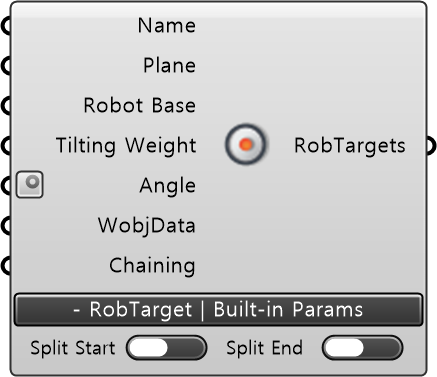 Name
Plane
Robot Base
Tilting Weight
RobTargets
Angle
WobjData
Chaining
- RobTarget | Built-in Params
Split Start Split End